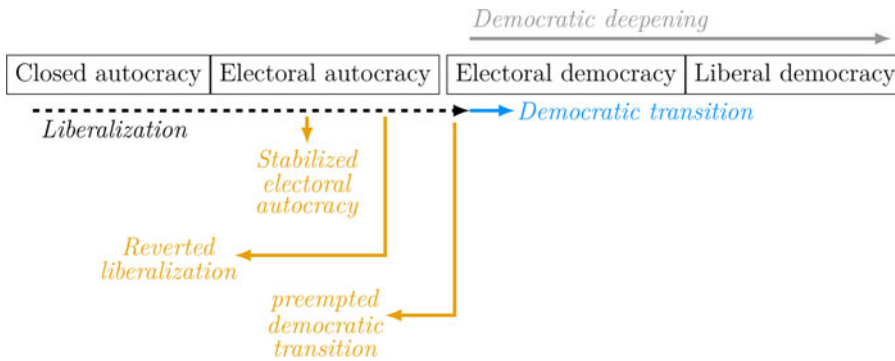 Democratic deepening
Closed autocracy Electoral autocracy Electoral democracy Liberal democracy
Liberalization
Democratic transition
Stabilized
electoral
autocracy
Reverted
liberalization
preempted
democratic
transition